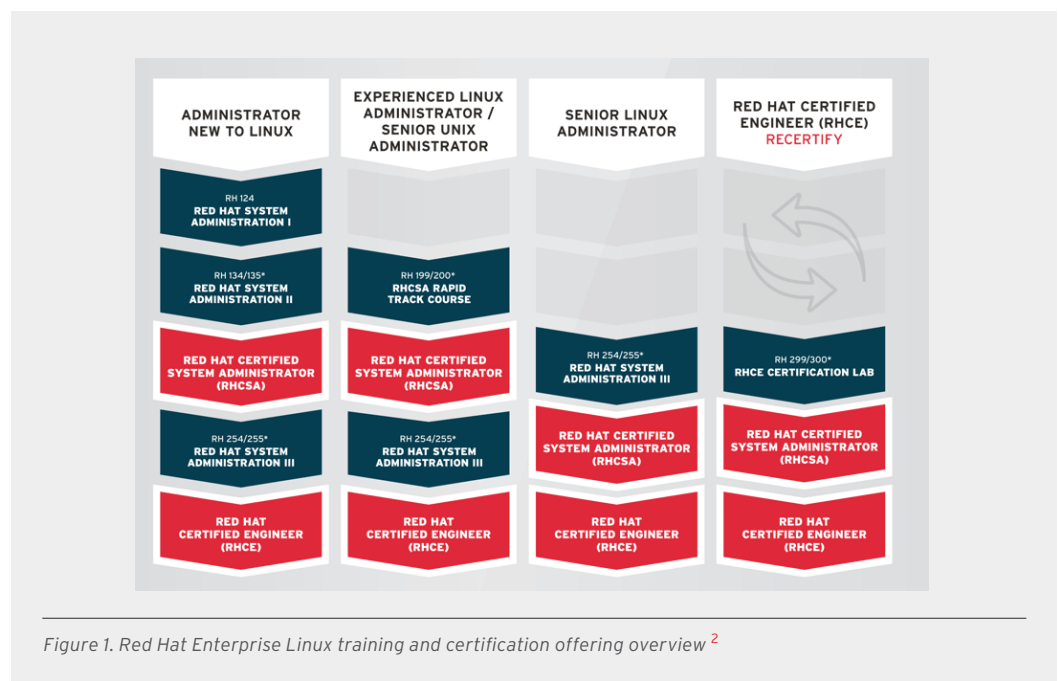 ADMINISTRATOR
NEW TO LINUX
RH 124
RED HAT SYSTEM
ADMINISTRATION I
RH 134/135*
RED HAT SYSTEM
ADMINISTRATION II
RED HAT CERTIFIED
SYSTEM ADMINISTRATOR
(RHCSA)
RH 254/255*
RED HAT SYSTEM
ADMINISTRATION III
RED HAT
CERTIFIED ENGINEER
(RHCE)
EXPERIENCED LINUX
ADMINISTRATOR /
SENIOR UNIX
ADMINISTRATOR
RH 199/200*
RHCSA RAPID
TRACK COURSE
RED HAT CERTIFIED
SYSTEM ADMINISTRATOR
(RHCSA)
RH 254/255*
RED HAT SYSTEM
ADMINISTRATION III
RED HAT
CERTIFIED ENGINEER
(RHCE)
SENIOR LINUX
ADMINISTRATOR
RH 254/255*
RED HAT SYSTEM
ADMINISTRATION III
RED HAT CERTIFIED
SYSTEM ADMINISTRATOR
(RHCSA)
RED HAT
CERTIFIED ENGINEER
(RHCE)
RED HAT CERTIFIED
ENGINEER (RHCE)
RECERTIFY
RH 299/300*
RHCE CERTIFICATION LAB
RED HAT CERTIFIED
SYSTEM ADMINISTRATOR
(RHCSA)
RED HAT
CERTIFIED ENGINEER
(RHCE)
Figure 1. Red Hat Enterprise Linux training and certification offering overview 2